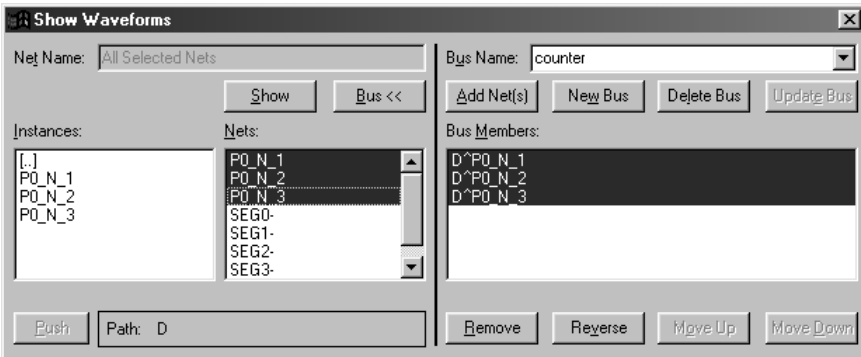 Show Waveforms
Net Name: All Selected Nets
Show Bus <<
Instances:
[..]
P0_N_1
P0_N_2
P0_N_3
Nets:
P0_N_1
P0_N_2
P0_N_3
SEG0-
SEG1-
SEG2-
SEG3-
Push Path: D
Bus Name: counter
Add Net(s) New Bus Delete Bus Update Bus
Bus Members:
D^P0_N_1
D^P0_N_2
D^P0_N_3
Remove Reverse Move Up Move Down